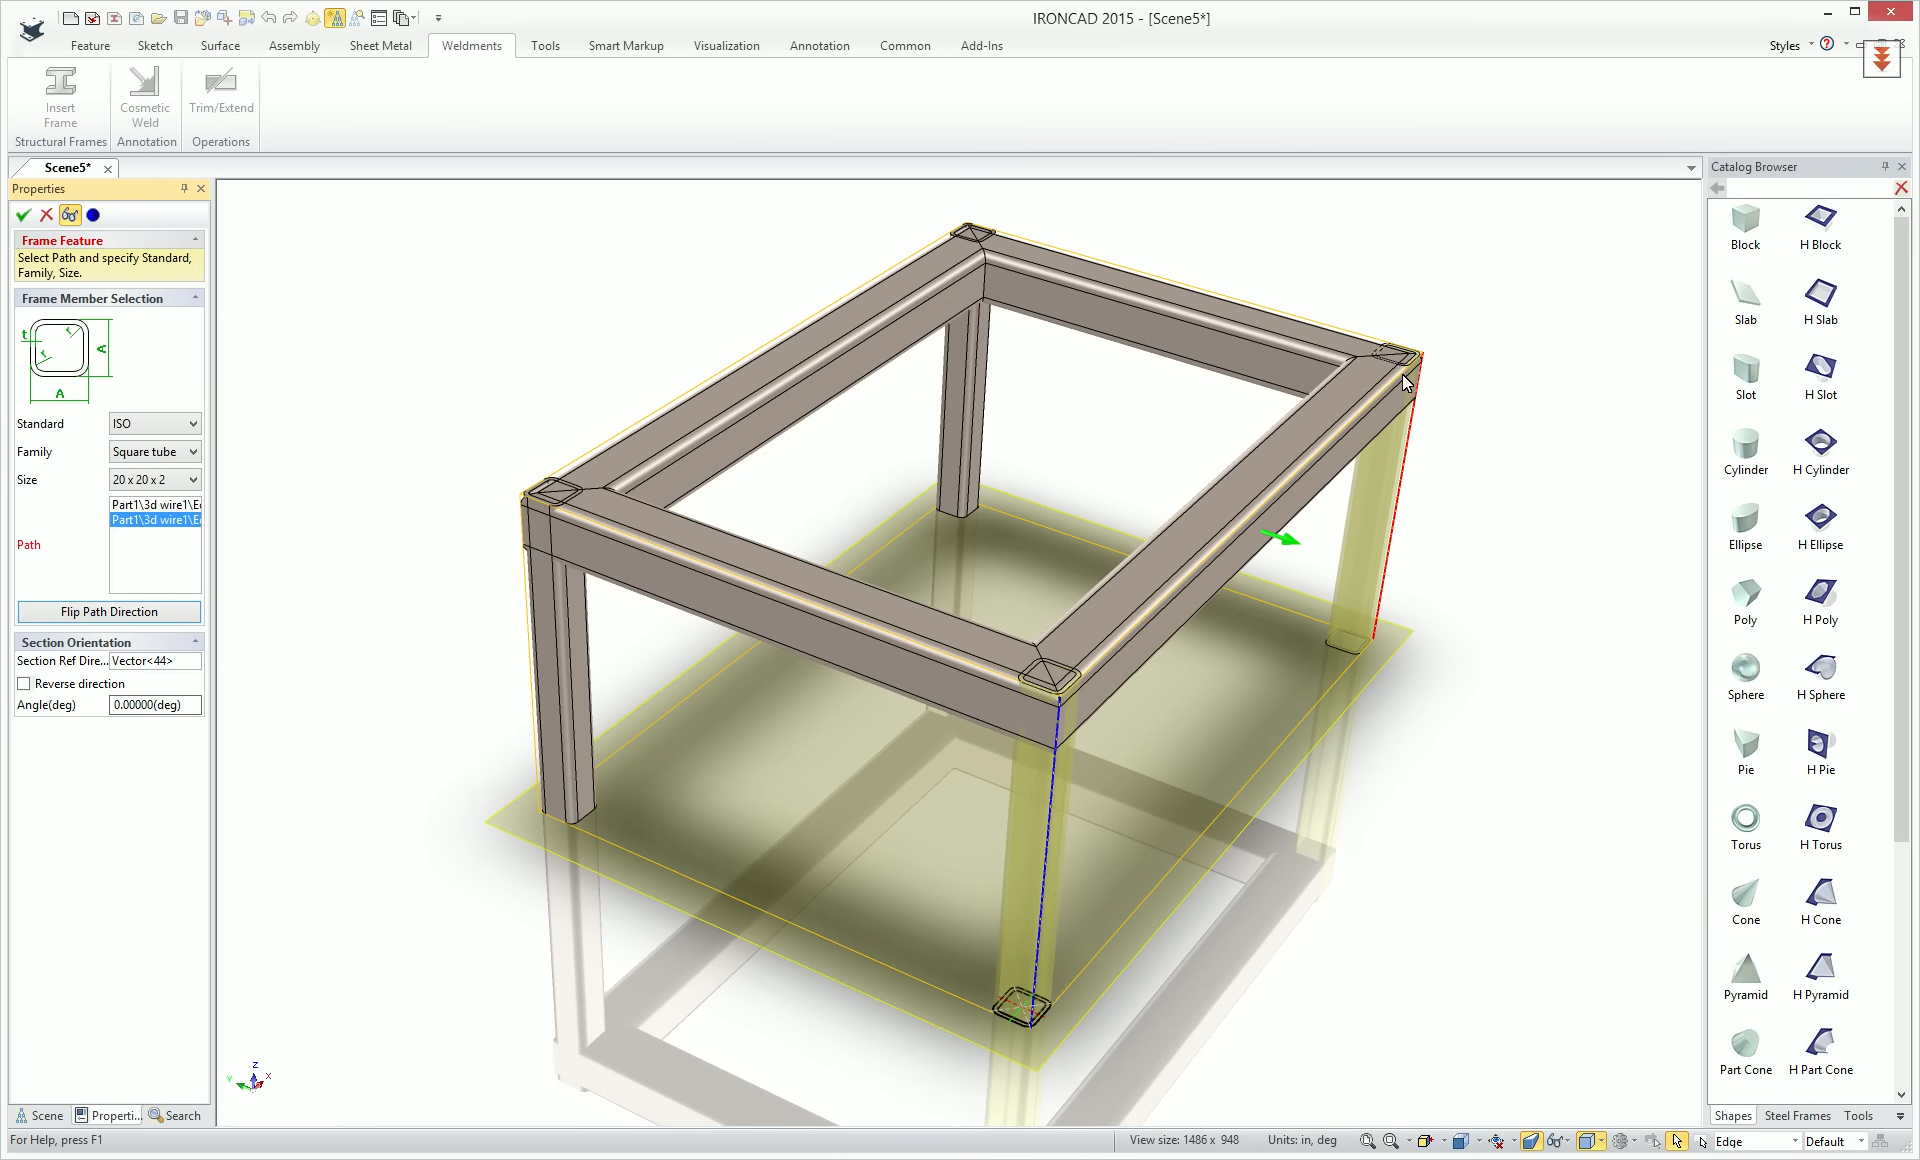 IRONCAD 2015 - [Scene5*]
Feature Sketch Surface Assembly Sheet Metal Weldments Tools Smart Markup Visualization Annotation Common Add-Ins Styles
Insert Frame
Cosmetic Weld
Trim/Extend
Structural Frames Annotation Operations
Scene5*
Properties
Frame Feature
Select Path and specify Standard,
Family, Size.
Frame Member Selection
t r r A
A
Standard ISO
Family Square tube
Size 20 x 20 x 2
Part1\3d wire1\E
Part1\3d wire1\E
Path
Flip Path Direction
Section Orientation
Section Ref Dire... Vector<44>
Reverse direction
Angle(deg) 0.00000(deg)
Z
Y X
Scene Properti... Search
Catalog Browser
Block H Block
Slab H Slab
Slot H Slot
Cylinder H Cylinder
Ellipse H Ellipse
Poly H Poly
Sphere H Sphere
Pie H Pie
Torus H Torus
Cone H Cone
Pyramid H Pyramid
Part Cone H Part Cone
Shapes Steel Frames Tools
For Help, press F1 View size: 1486 x 948 Units: in, deg Edge Default